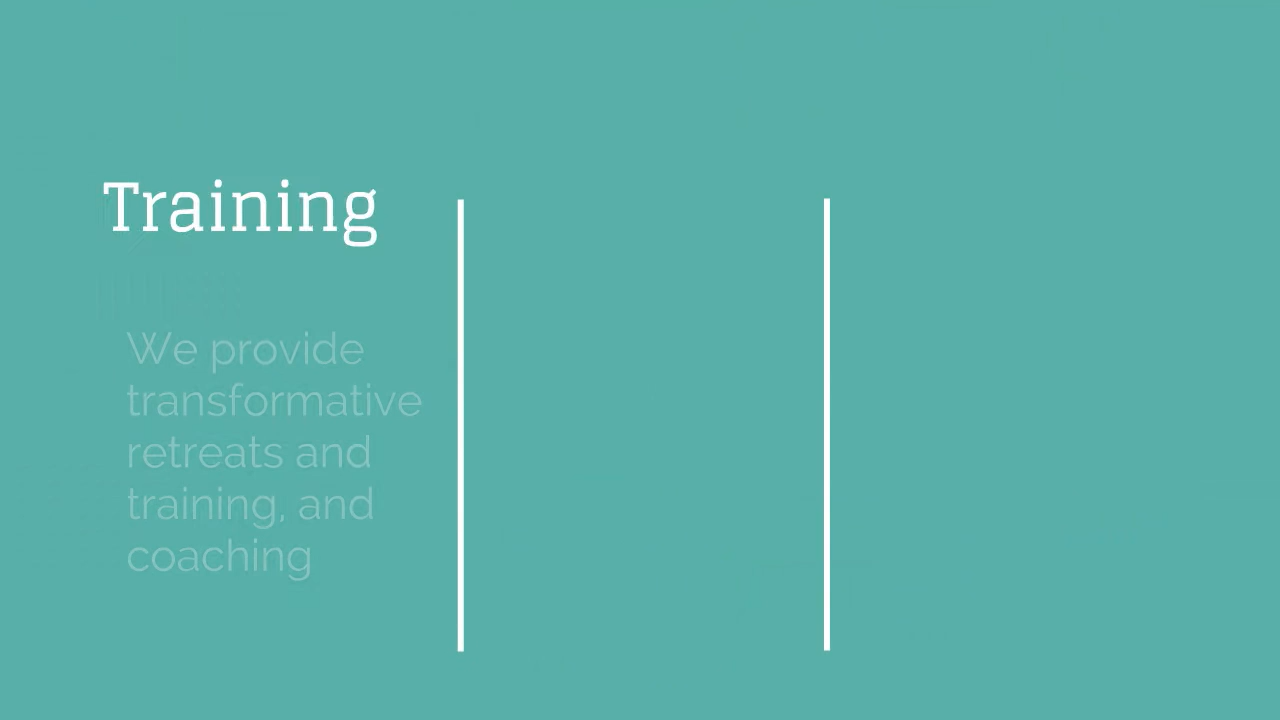 Training
We provide
transformative
retreats and
training, and
coaching